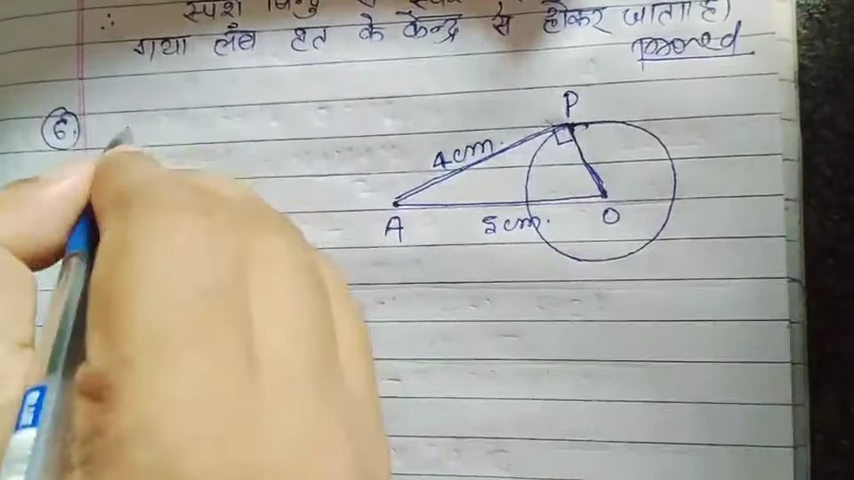 ∴ स्पर्श बिन्दु से
गया लंब वृत के केन्द्र से होकर जाता है।
proved
6.
P
4cm.
A
5cm.
O